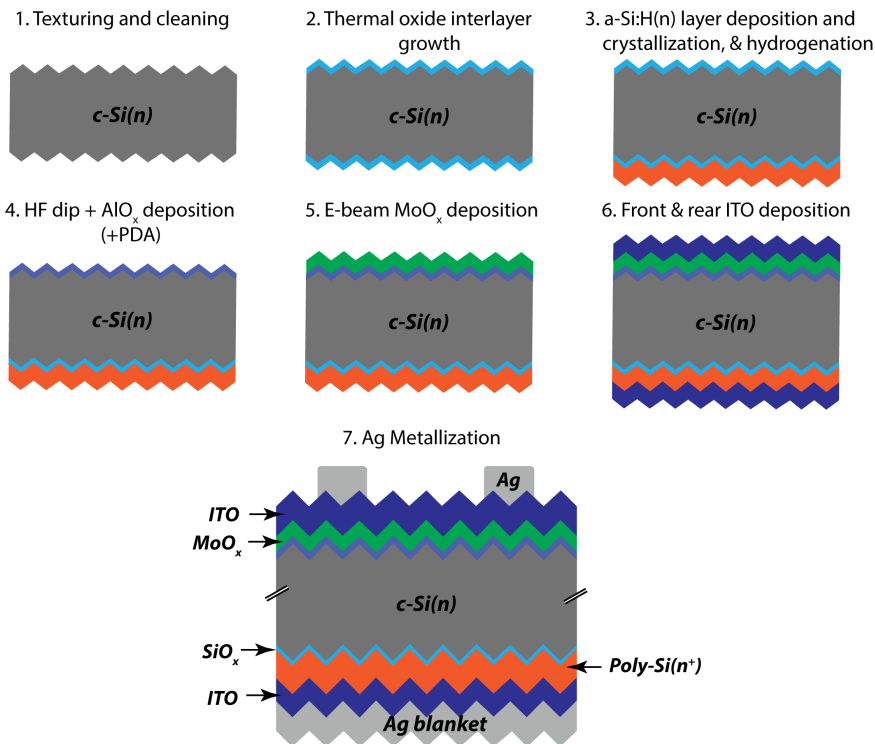 1. Texturing and cleaning
c-Si(n)
2. Thermal oxide interlayer
growth
c-Si(n)
3. a-Si:H(n) layer deposition and
crystallization, & hydrogenation
c-Si(n)
4. HF dip + AlOx deposition
(+PDA)
c-Si(n)
5. E-beam MoOx deposition
c-Si(n)
6. Front & rear ITO deposition
c-Si(n)
7. Ag Metallization
Ag
ITO
MoOx
c-Si(n)
SiOx
Poly-Si(n+)
ITO
Ag blanket